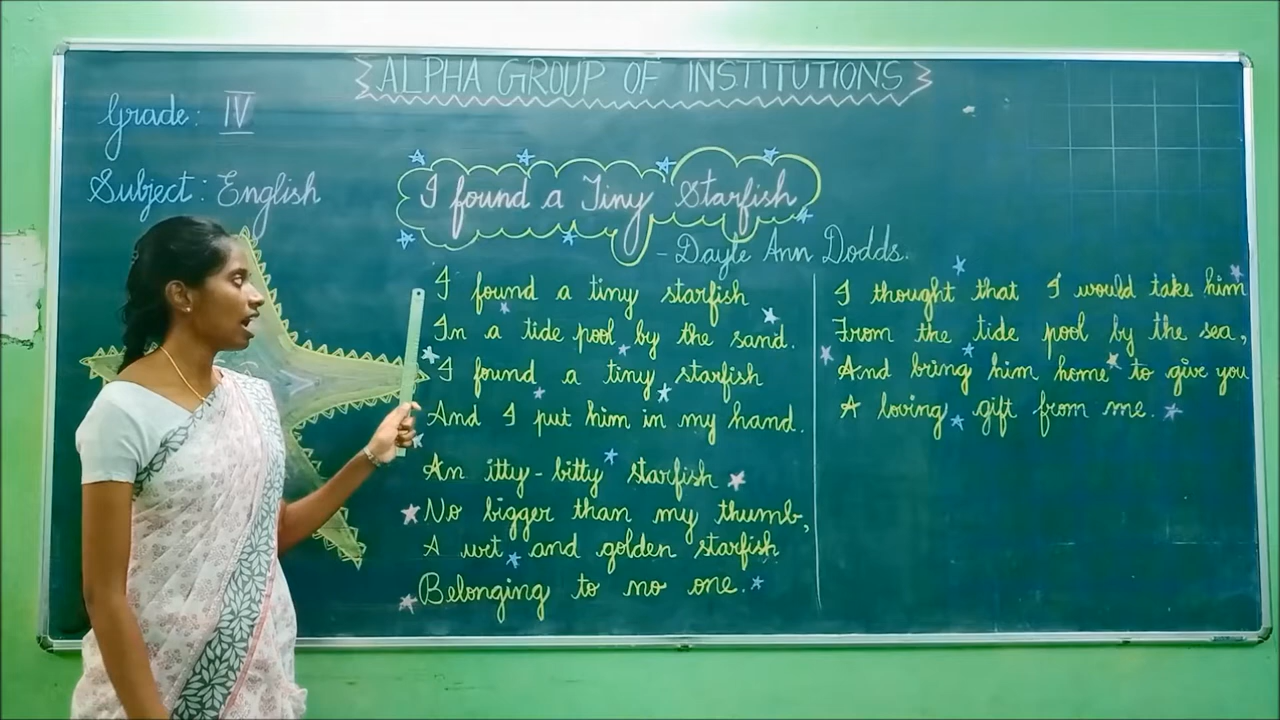 ALPHA GROUP OF INSTITUTIONS
Grade: IV
Subject: English
I found a Tiny Starfish
- Dayle Ann Dodds.
I found a tiny starfish
In a tide pool by the sand.
I found a tiny starfish
And I put him in my hand.
An itty-bitty starfish
No bigger than my thumb,
A wet and golden starfish
Belonging to no one.
I thought that I would take him
From the tide pool by the sea,
And bring him home to give you
A loving gift from me.